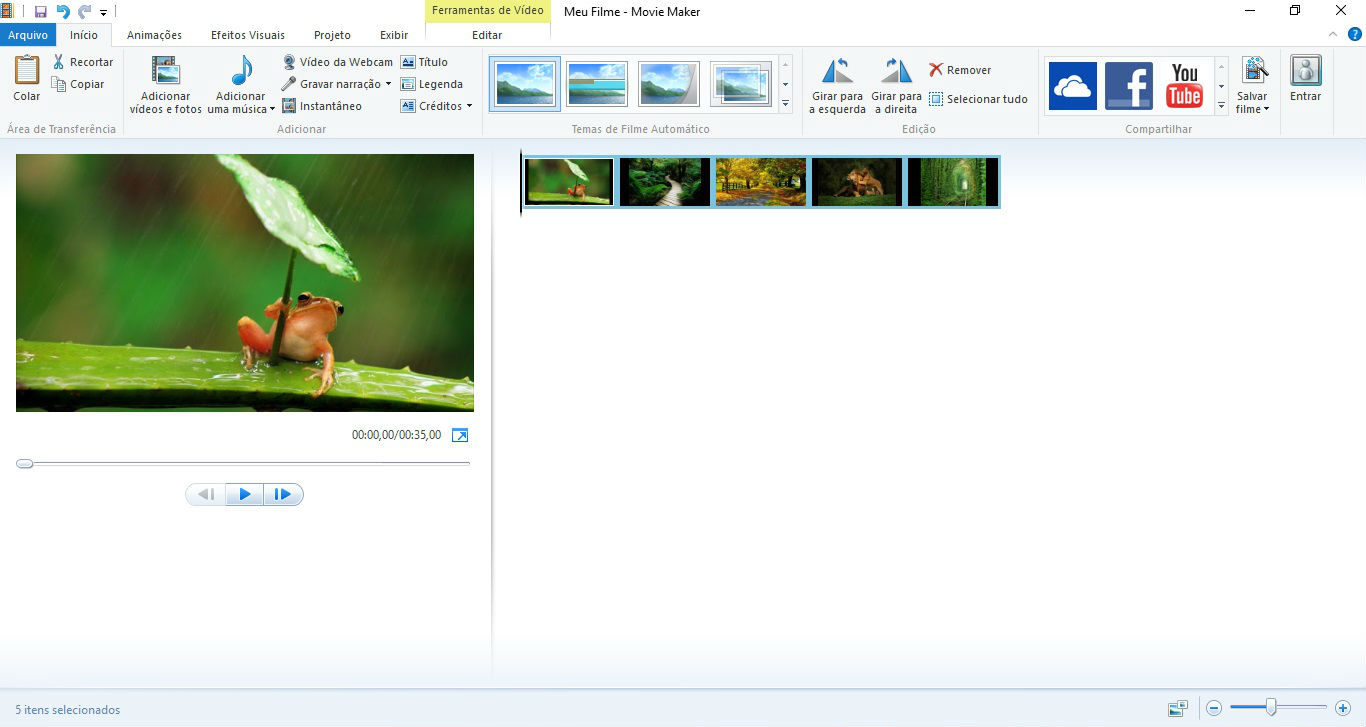 Ferramentas de Vídeo
Meu Filme - Movie Maker
Arquivo
Início
Animações
Efeitos Visuais
Projeto
Exibir
Editar
Colar
Recortar
Copiar
Área de Transferência
Adicionar
vídeos e fotos
Adicionar
uma música
Vídeo da Webcam
Gravar narração
Instantâneo
Título
Legenda
Créditos
Adicionar
Temas de Filme Automático
Girar para
a esquerda
Girar para
a direita
Remover
Selecionar tudo
Edição
You
Tube
Compartilhar
Salvar
filme
Entrar
00:00,00/00:35,00
5 itens selecionados